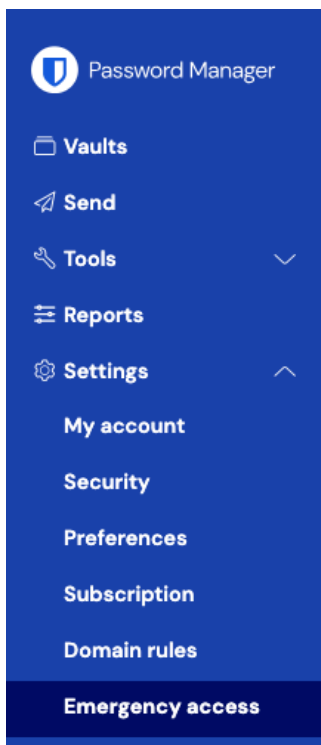 Password Manager
Vaults
Send
Tools
Reports
Settings
My account
Security
Preferences
Subscription
Domain rules
Emergency access